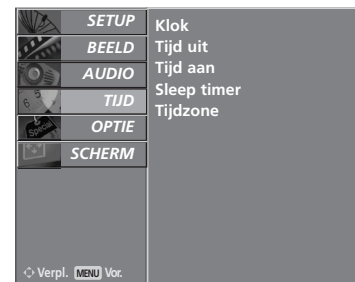 SETUP
BEELD
AUDIO
TIJD
OPTIE
SCHERM
Klok
Tijd uit
Tijd aan
Sleep timer
Tijdzone
Verpl. MENU Vor.